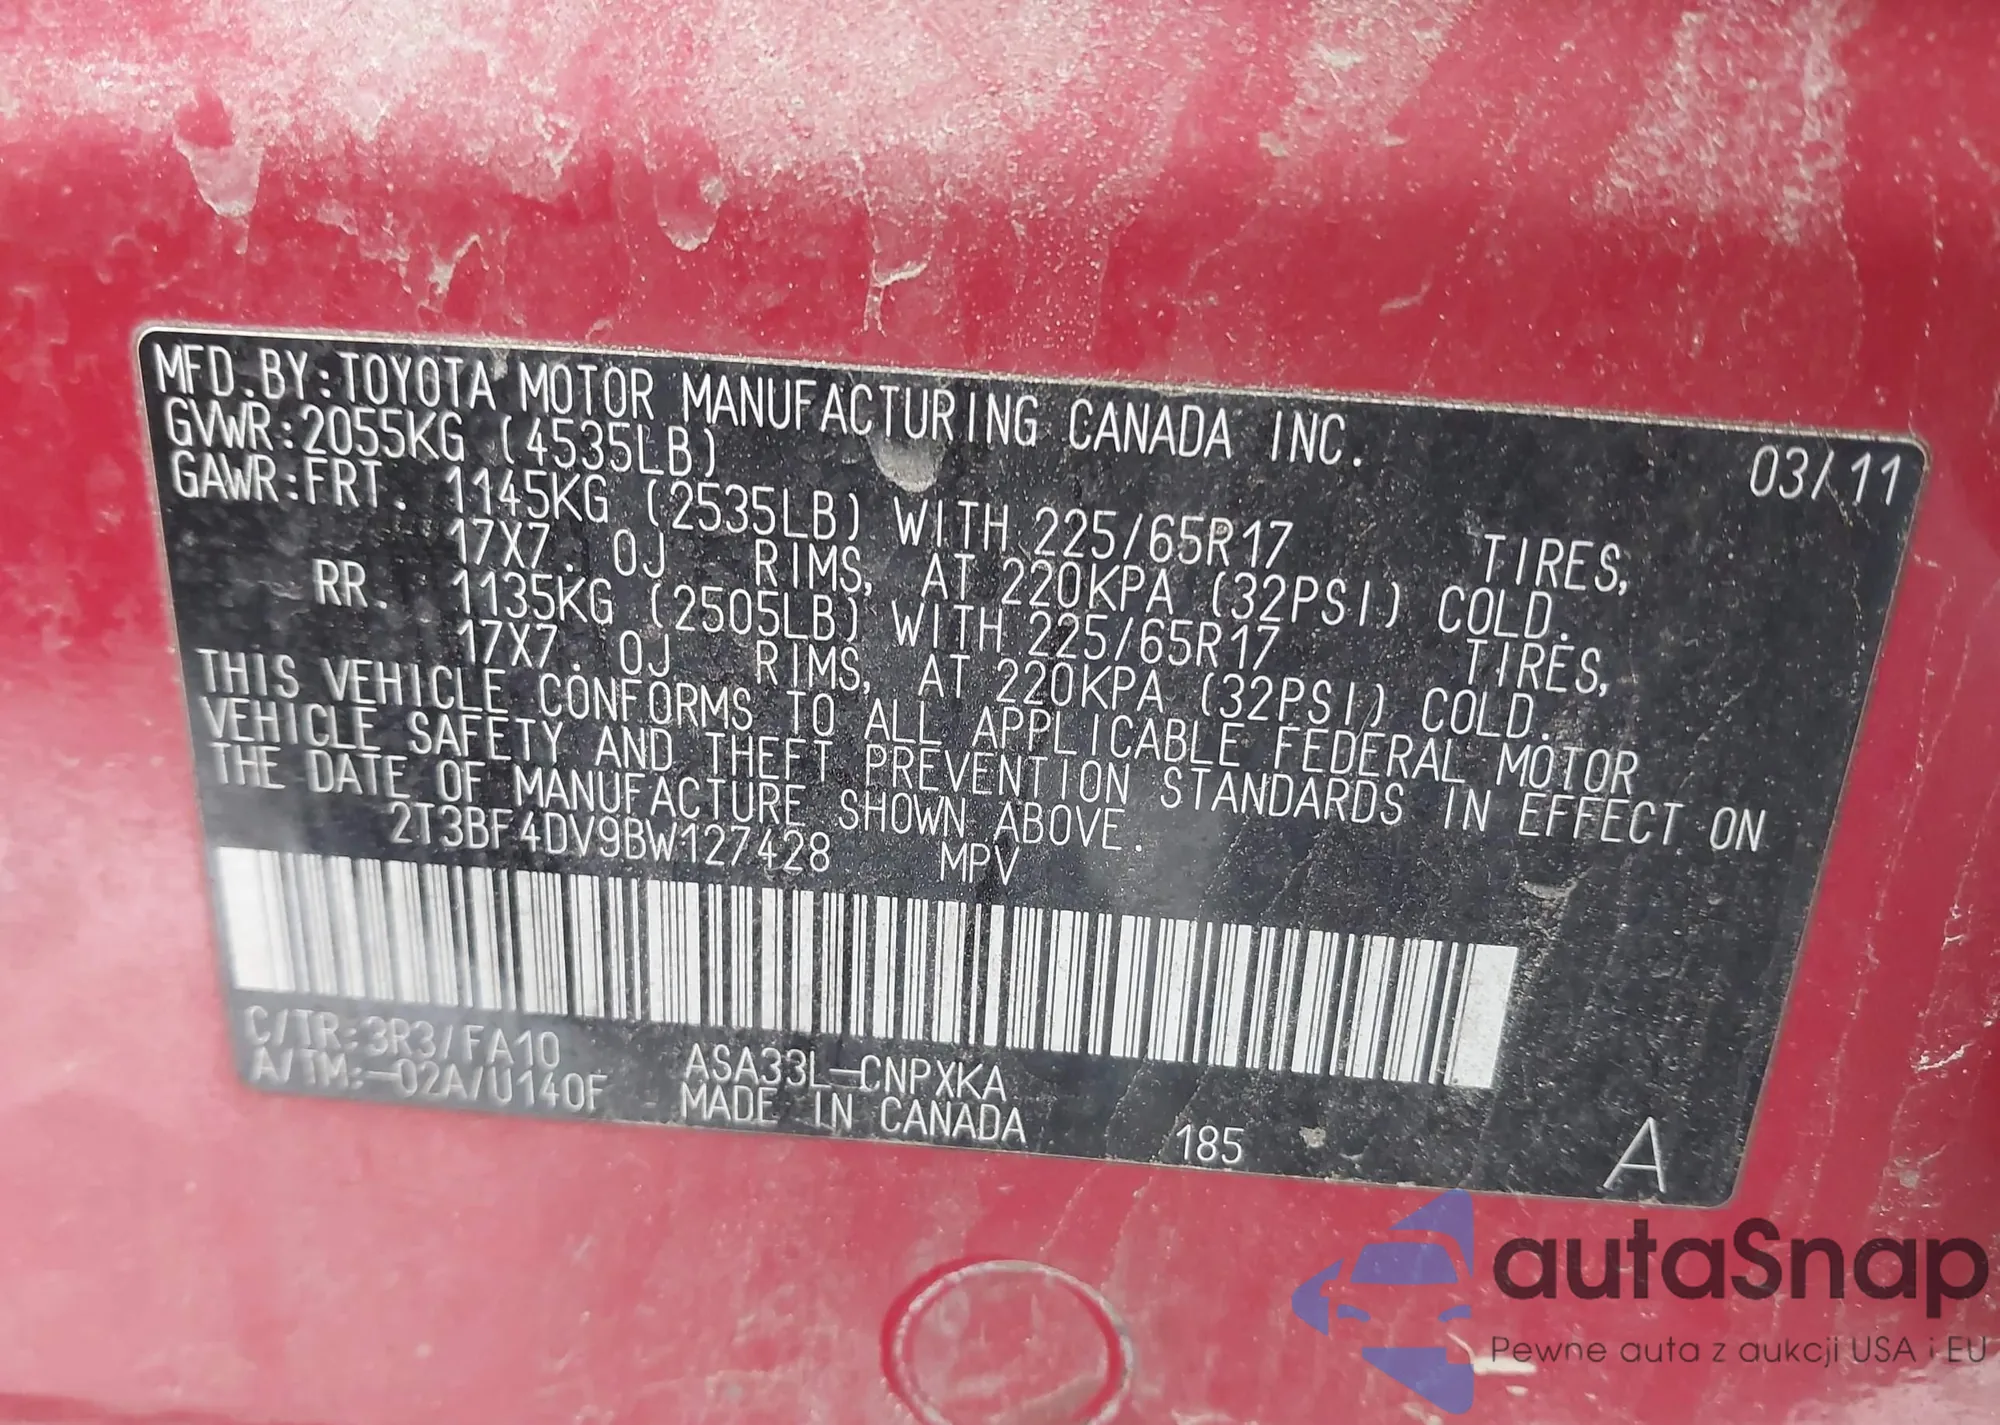 MFD.BY:TOYOTA MOTOR MANUFACTURING CANADA INC.
03/11
GVWR:2055KG (4535LB)
GAWR:FRT. 1145KG (2535LB) WITH 225/65R17 TIRES,
17X7.0J RIMS, AT 220KPA (32PSI) COLD.
RR. 1135KG (2505LB) WITH 225/65R17 TIRES,
17X7.0J RIMS, AT 220KPA (32PSI) COLD.
THIS VEHICLE CONFORMS TO ALL APPLICABLE FEDERAL MOTOR
VEHICLE SAFETY AND THEFT PREVENTION STANDARDS IN EFFECT ON
THE DATE OF MANUFACTURE SHOWN ABOVE.
2T3BF4DV9BW127428 MPV
C/TR:3R3/FA10 ASA33L-CNPXKA
A/TM:-02A/U140F MADE IN CANADA
185 A
autaSnap
Pewne auta z aukcji USA i EU